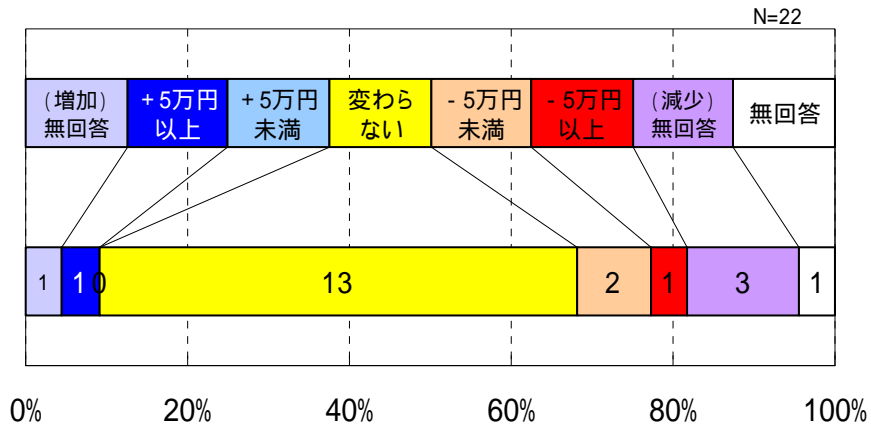 N=22
(増加)
無回答
+5万円
以上
+5万円
未満
変わら
ない
-5万円
未満
-5万円
以上
(減少)
無回答
無回答
1
1
0
13
2
1
3
1
0%
20%
40%
60%
80%
100%